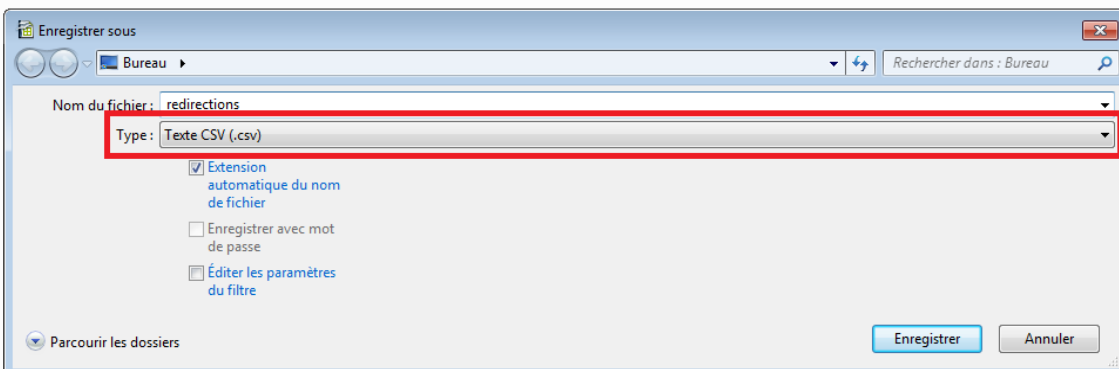 Enregistrer sous
Bureau
Rechercher dans : Bureau
Nom du fichier : redirections
Type : Texte CSV (.csv)
Extension
automatique du nom
de fichier
Enregistrer avec mot
de passe
Éditer les paramètres
du filtre
Parcourir les dossiers
Enregistrer
Annuler